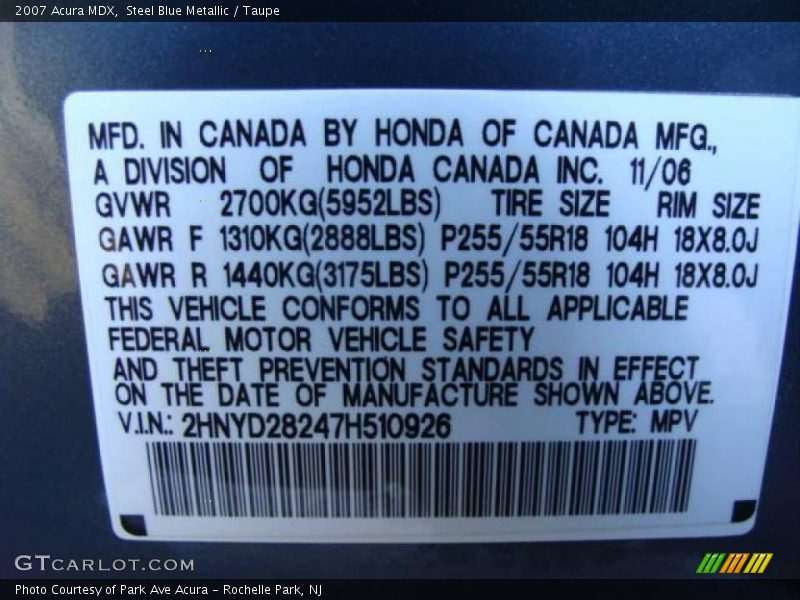 2007 Acura MDX, Steel Blue Metallic / Taupe
MFD. IN CANADA BY HONDA OF CANADA MFG.,
A DIVISION OF HONDA CANADA INC. 11/06
GVWR 2700KG(5952LBS) TIRE SIZE RIM SIZE
GAWR F 1310KG(2888LBS) P255/55R18 104H 18X8.0J
GAWR R 1440KG(3175LBS) P255/55R18 104H 18X8.0J
THIS VEHICLE CONFORMS TO ALL APPLICABLE
FEDERAL MOTOR VEHICLE SAFETY
AND THEFT PREVENTION STANDARDS IN EFFECT
ON THE DATE OF MANUFACTURE SHOWN ABOVE.
V.I.N.: 2HNYD28247H510926 TYPE: MPV
GTCARLOT.COM
Photo Courtesy of Park Ave Acura - Rochelle Park, NJ